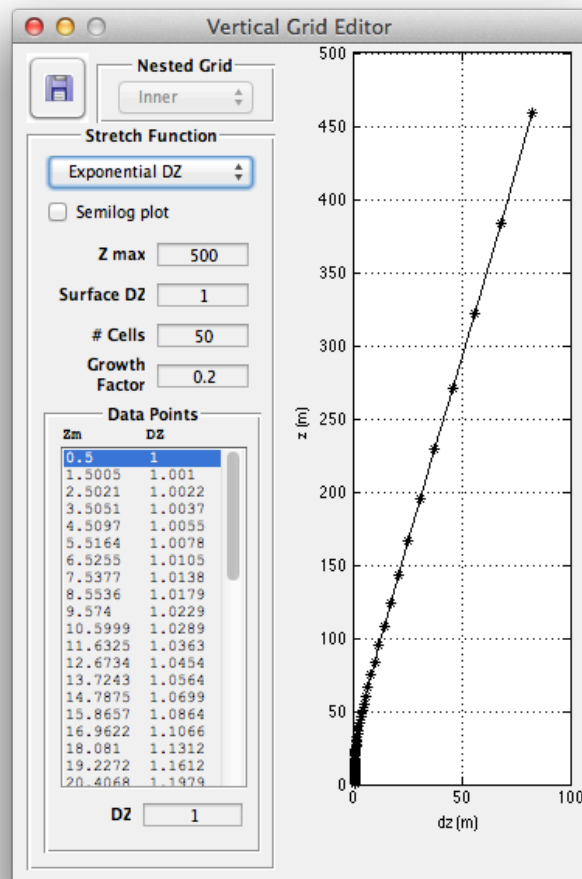 Vertical Grid Editor
Nested Grid
Inner
Stretch Function
Exponential DZ
Semilog plot
Z max 500
Surface DZ 1
# Cells 50
Growth
Factor 0.2
Data Points
Zm DZ
0.5 1
1.5005 1.001
2.5021 1.0022
3.5051 1.0037
4.5097 1.0055
5.5164 1.0078
6.5255 1.0105
7.5377 1.0138
8.5536 1.0179
9.574 1.0229
10.5999 1.0289
11.6325 1.0363
12.6734 1.0454
13.7243 1.0564
14.7875 1.0699
15.8657 1.0864
16.9622 1.1066
18.081 1.1312
19.2272 1.1612
20.4068 1.1979
DZ 1
500
450
400
350
300
250
200
150
100
50
0
z (m)
0 50 100
dz (m)